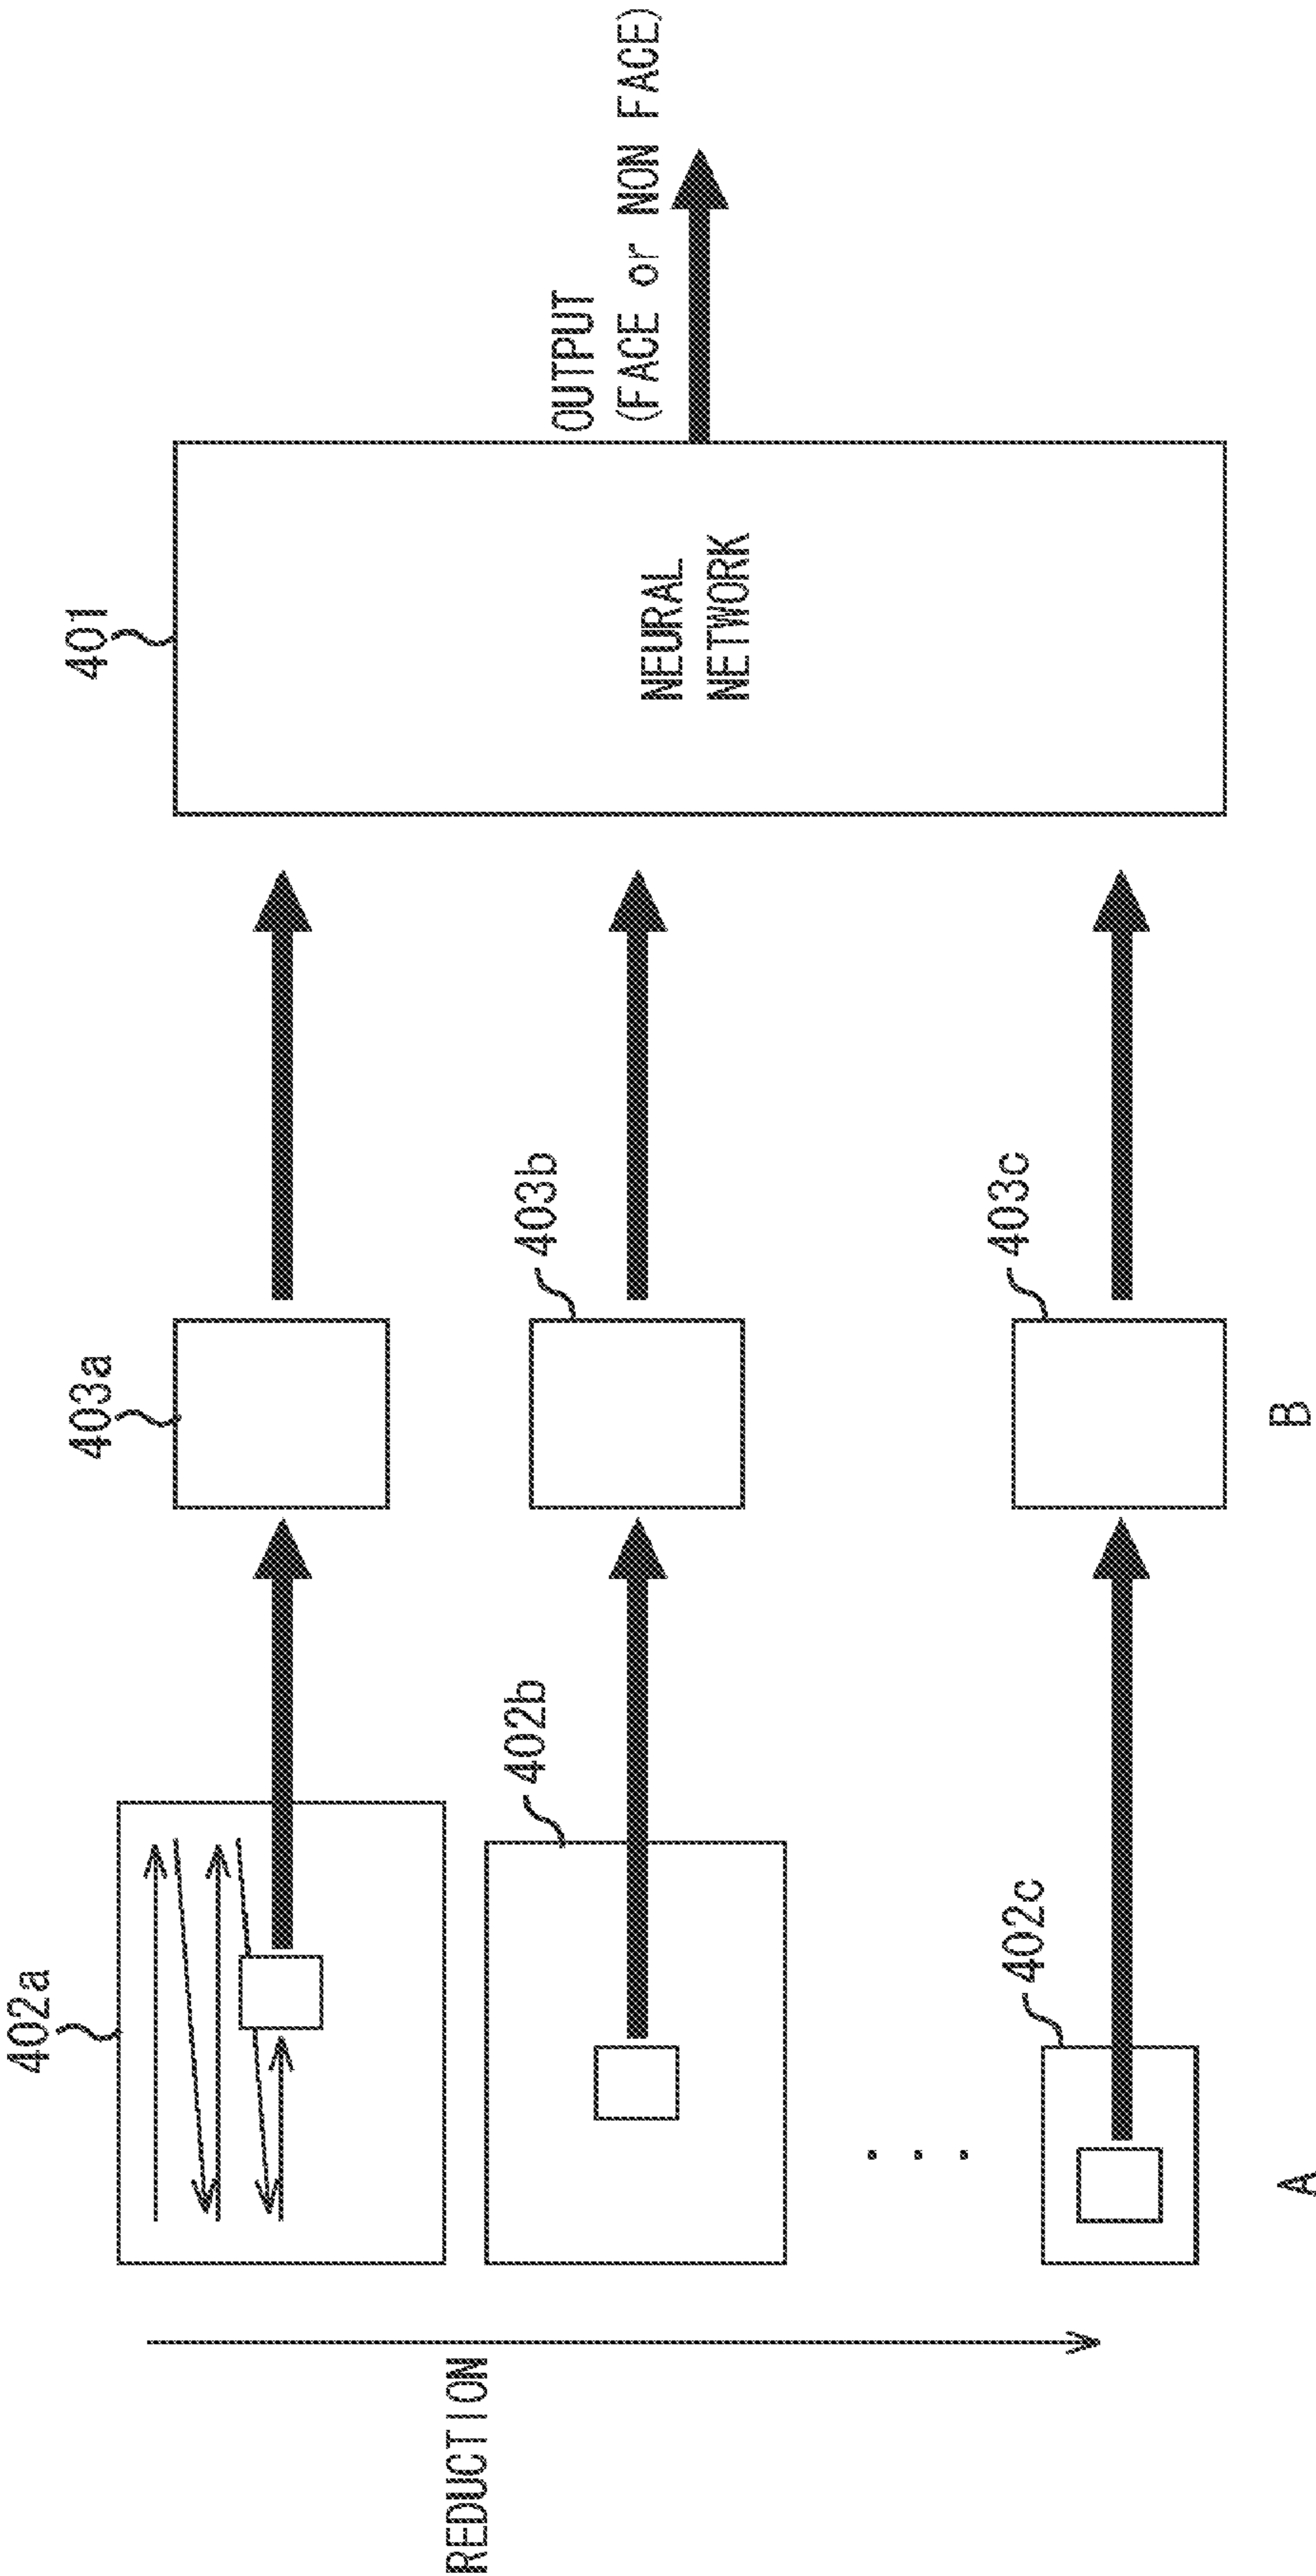 402a
403a
401
REDUCTION
402b
403b
NEURAL
NETWORK
OUTPUT
(FACE or NON FACE)
402c
403c
A
B